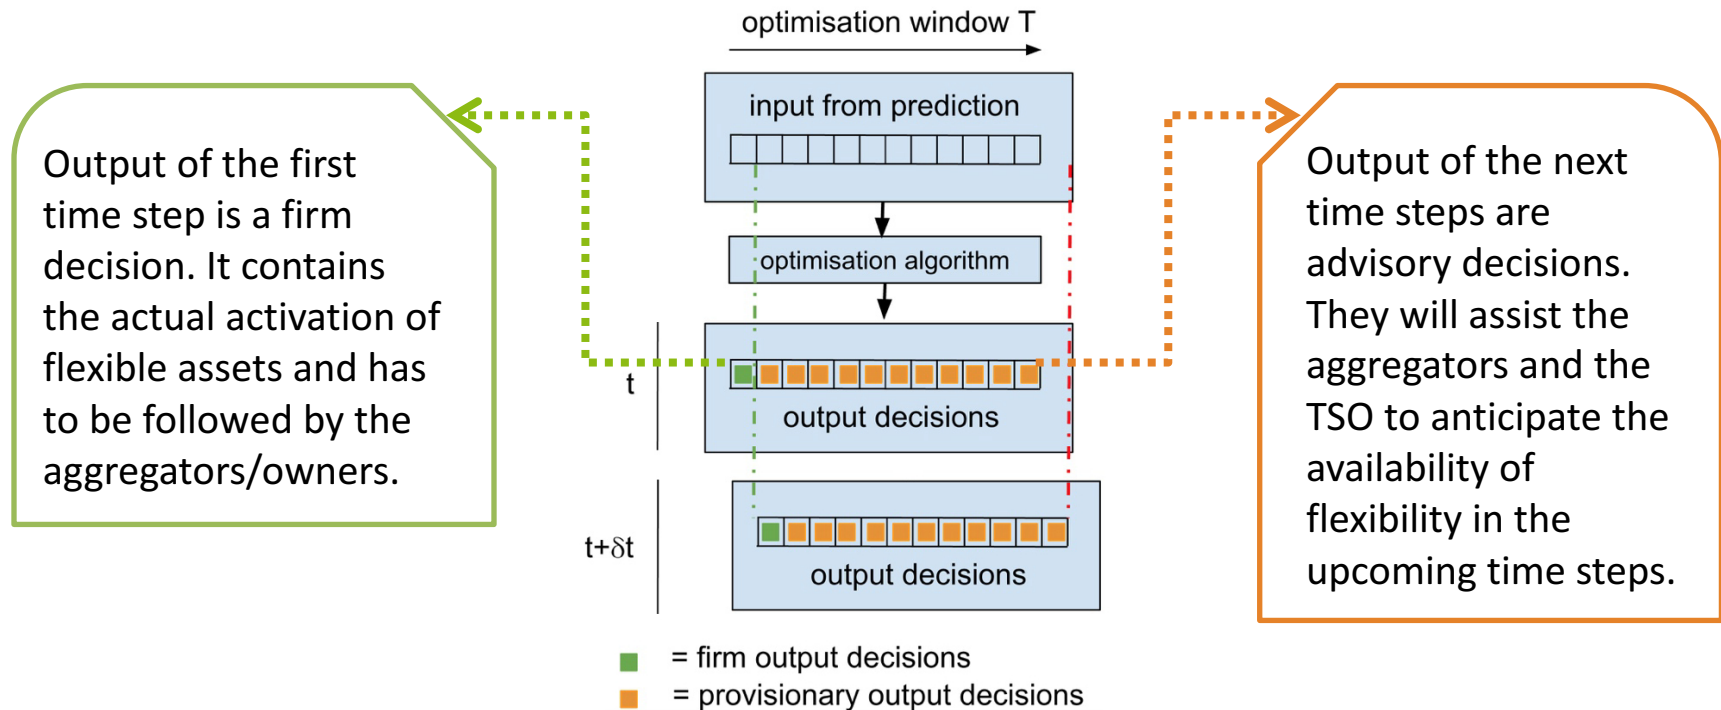 optimisation window T
input from prediction
optimisation algorithm
t
output decisions
t+δt
output decisions
= firm output decisions
= provisionary output decisions
Output of the first
time step is a firm
decision. It contains
the actual activation of
flexible assets and has
to be followed by the
aggregators/owners.
Output of the next
time steps are
advisory decisions.
They will assist the
aggregators and the
TSO to anticipate the
availability of
flexibility in the
upcoming time steps.